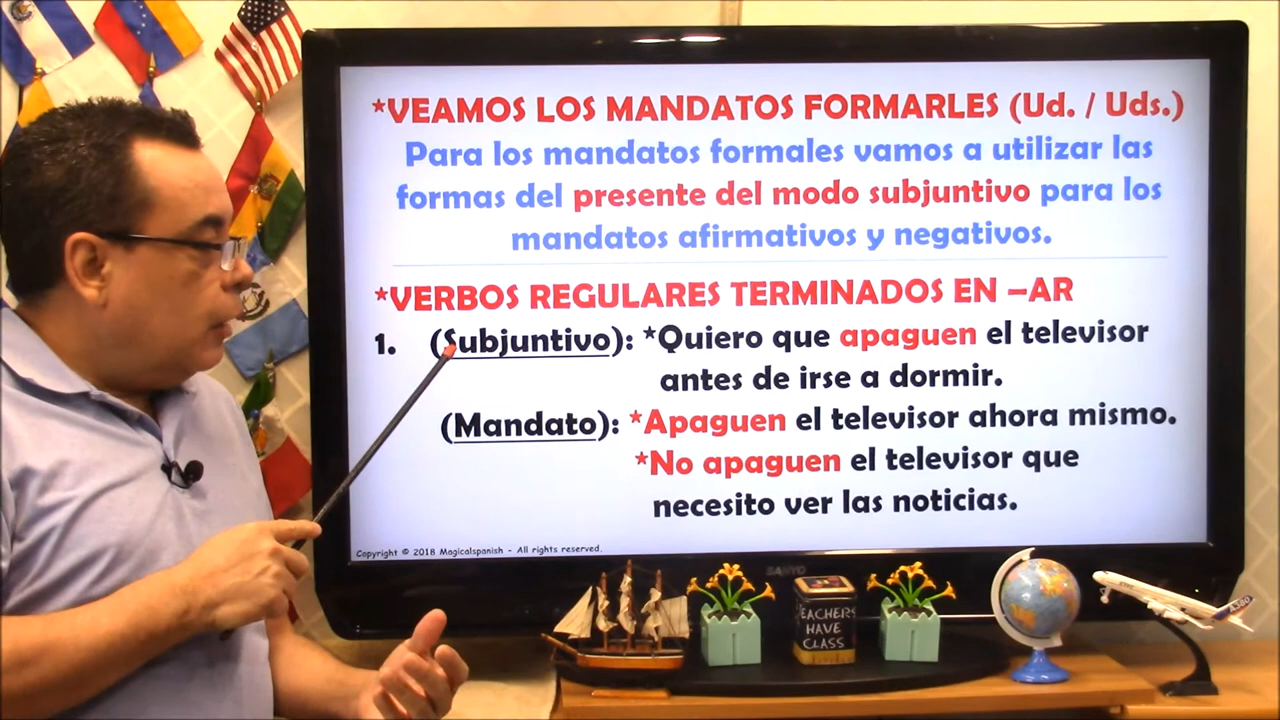 *VEAMOS LOS MANDATOS FORMARLES (Ud. / Uds.)
Para los mandatos formales vamos a utilizar las
formas del presente del modo subjuntivo para los
mandatos afirmativos y negativos.
*VERBOS REGULARES TERMINADOS EN –AR
1. (Subjuntivo): *Quiero que apaguen el televisor
antes de irse a dormir.
(Mandato): *Apaguen el televisor ahora mismo.
*No apaguen el televisor que
necesito ver las noticias.
Copyright © 2018 Magicalspanish - All rights reserved.
SANYO
TEACHERS
HAVE
CLASS
A380